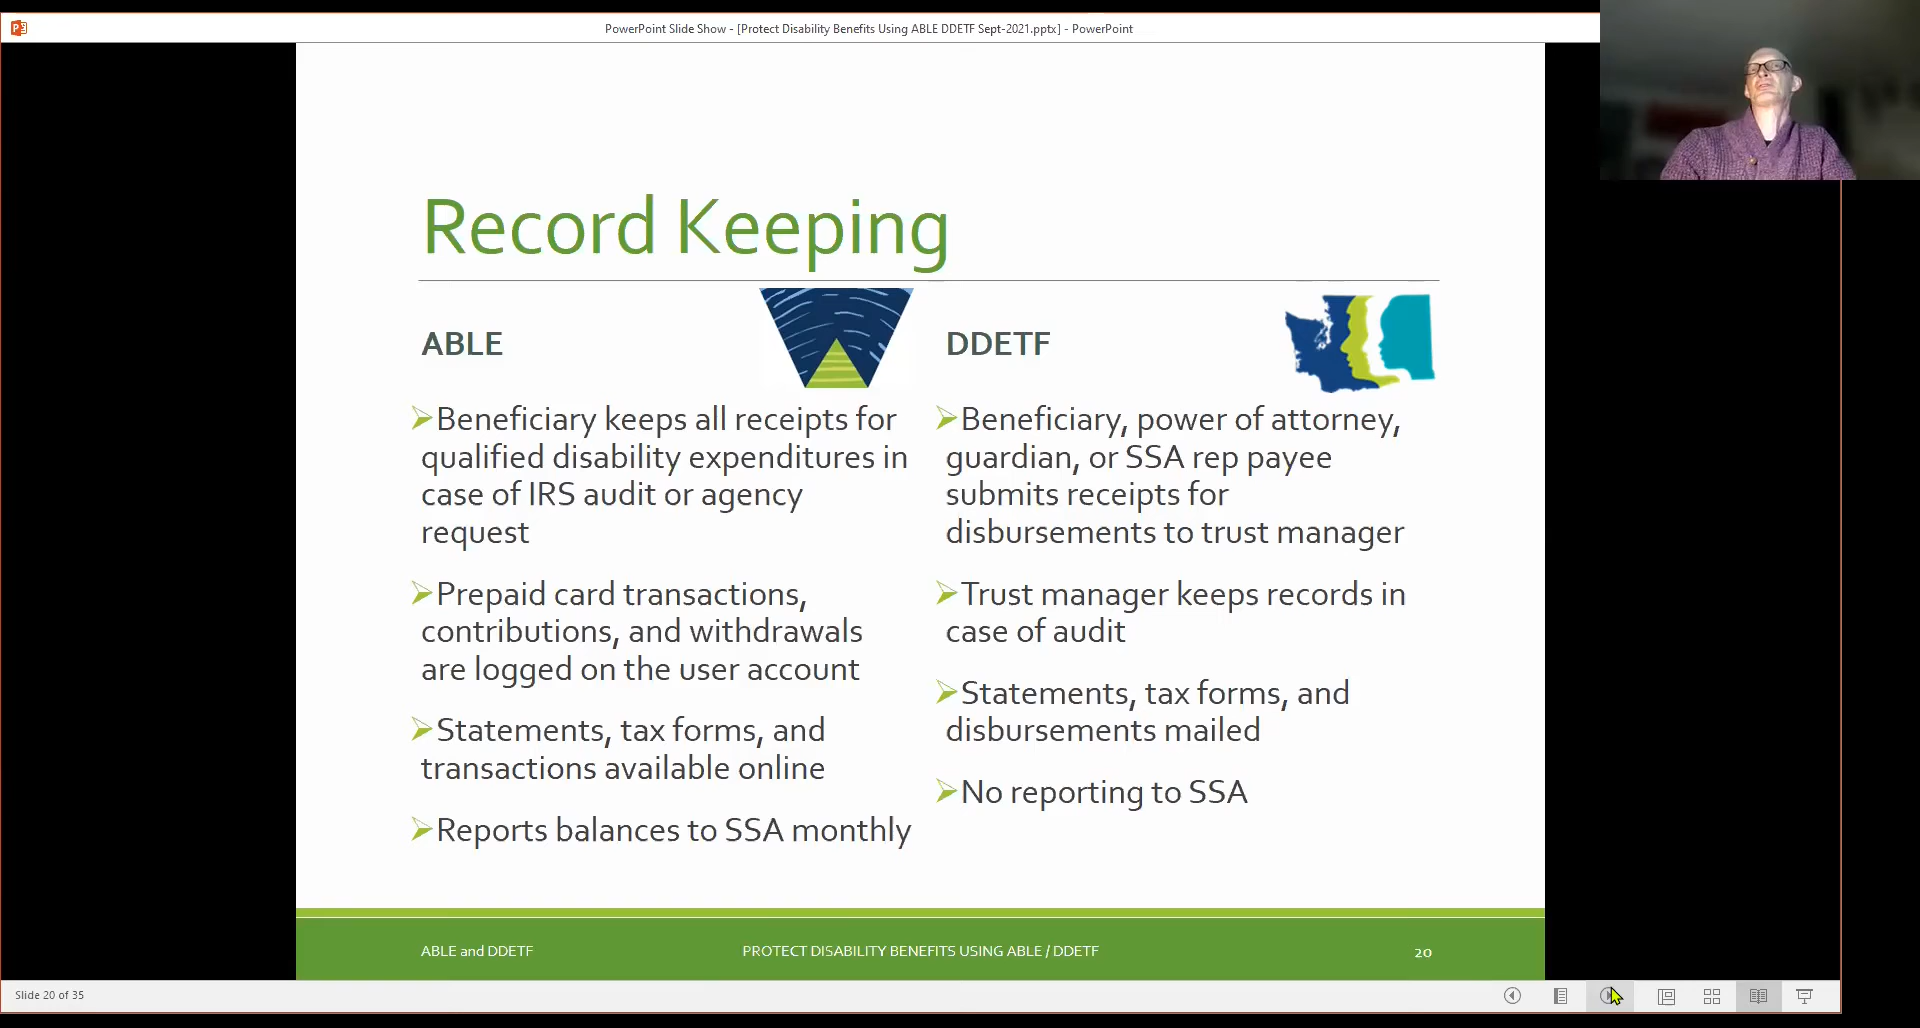 PowerPoint Slide Show - [Protect Disability Benefits Using ABLE DDETF Sept-2021.pptx] - PowerPoint
Record Keeping
ABLE
➢Beneficiary keeps all receipts for
qualified disability expenditures in
case of IRS audit or agency
request
➢Prepaid card transactions,
contributions, and withdrawals
are logged on the user account
➢Statements, tax forms, and
transactions available online
➢Reports balances to SSA monthly
DDETF
➢Beneficiary, power of attorney,
guardian, or SSA rep payee
submits receipts for
disbursements to trust manager
➢Trust manager keeps records in
case of audit
➢Statements, tax forms, and
disbursements mailed
➢No reporting to SSA
ABLE and DDETF
PROTECT DISABILITY BENEFITS USING ABLE / DDETF
20
Slide 20 of 35